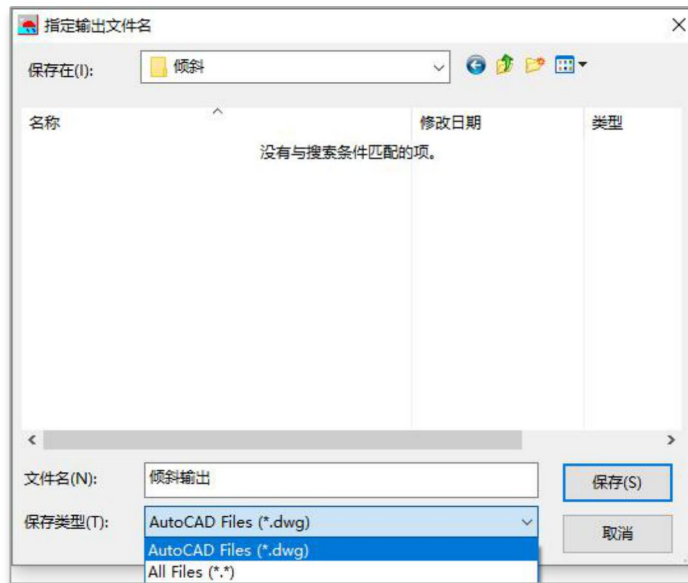 指定输出文件名
保存在(I): 倾斜
名称 修改日期 类型
没有与搜索条件匹配的项。
文件名(N): 倾斜输出 保存(S)
保存类型(T): AutoCAD Files (*.dwg) 取消
AutoCAD Files (*.dwg)
All Files (*.*)